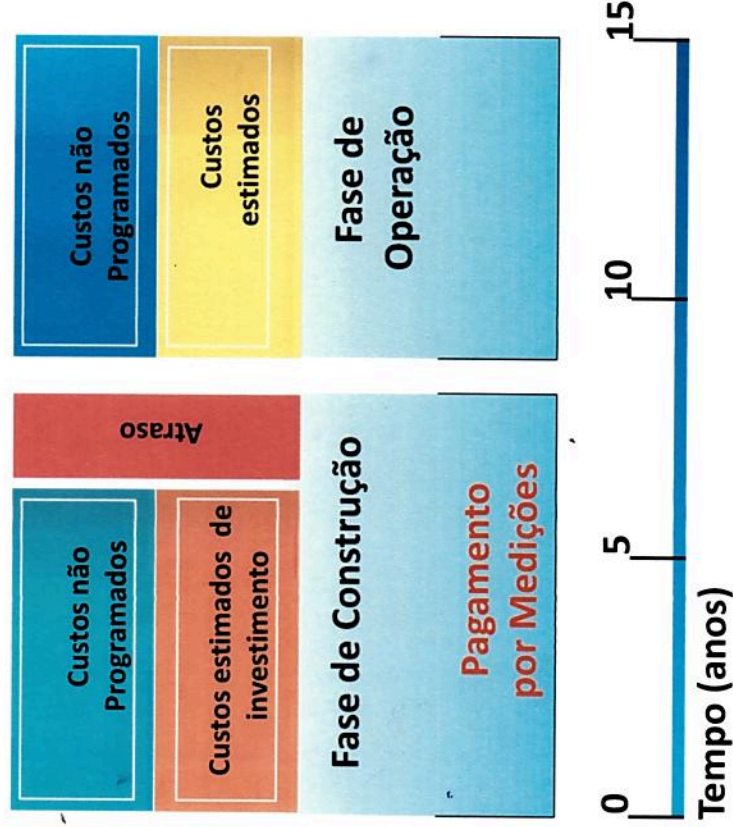 Custos não
Programados
Custos estimados de
investimento
Atraso
Fase de Construção
Pagamento
por Medições
Custos não
Programados
Custos
estimados
Fase de
Operação
0
5
10
15
Tempo (anos)